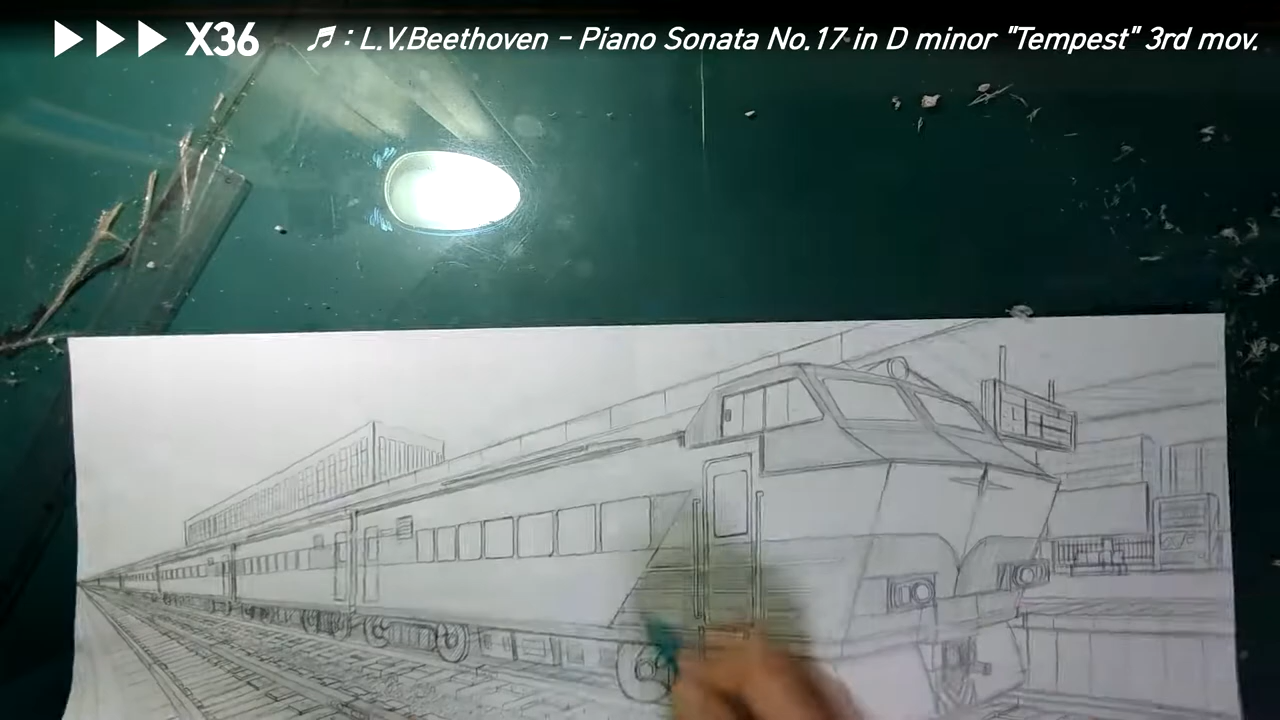 ▶▶▶ X36 ♬ : L.V.Beethoven - Piano Sonata No.17 in D minor "Tempest" 3rd mov.